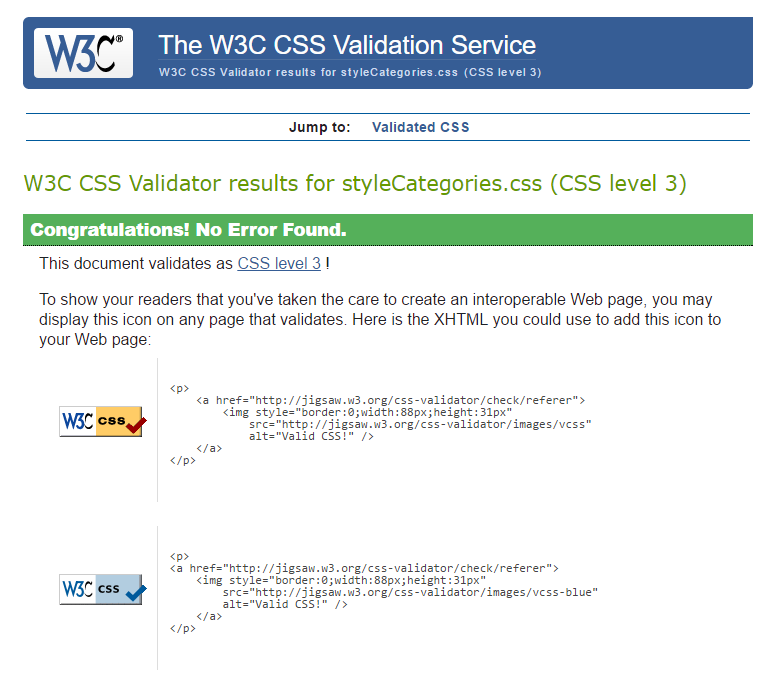 W3C®
The W3C CSS Validation Service
W3C CSS Validator results for styleCategories.css (CSS level 3)
Jump to: Validated CSS
W3C CSS Validator results for styleCategories.css (CSS level 3)
Congratulations! No Error Found.
This document validates as CSS level 3 !
To show your readers that you've taken the care to create an interoperable Web page, you may
display this icon on any page that validates. Here is the XHTML you could use to add this icon to
your Web page:
W3C css
<p>
    <a href="http://jigsaw.w3.org/css-validator/check/referer">
        <img style="border:0;width:88px;height:31px"
            src="http://jigsaw.w3.org/css-validator/images/vcss"
            alt="Valid CSS!" />
    </a>
</p>
W3C css
<p>
<a href="http://jigsaw.w3.org/css-validator/check/referer">
    <img style="border:0;width:88px;height:31px"
        src="http://jigsaw.w3.org/css-validator/images/vcss-blue"
        alt="Valid CSS!" />
    </a>
</p>